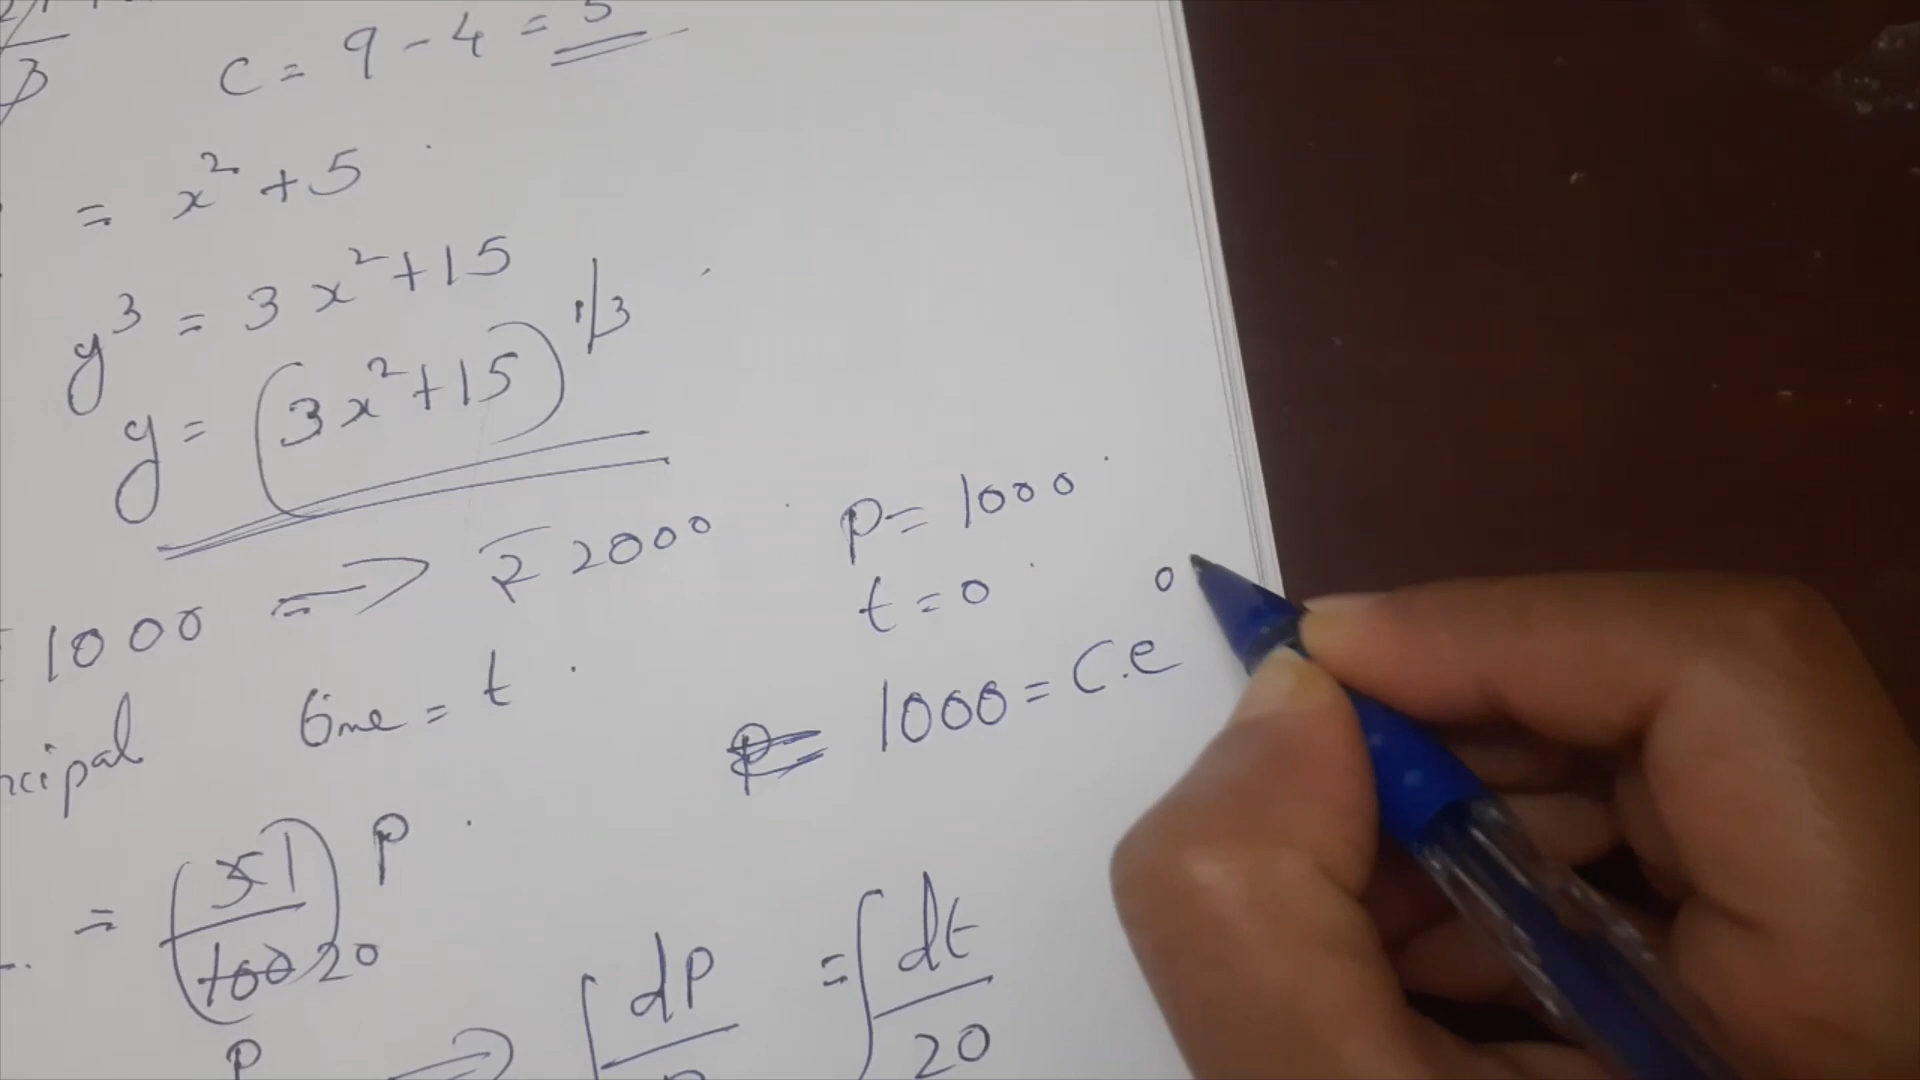 C = 9 - 4 = 5
= x² + 5
y³ = 3x² + 15
y = (3x² + 15)^1/3
1000 => ₹ 2000
P = 1000
t = 0
time = t
1000 = C.e⁰
= (5 1 / 100 20) P
P => ∫ dP = ∫ dt / 20